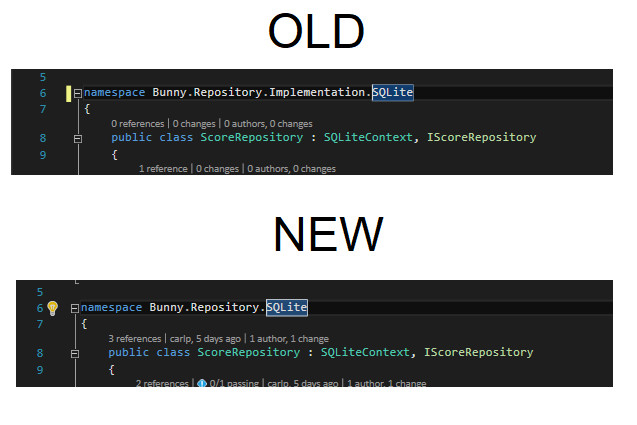 OLD
5
6 namespace Bunny.Repository.Implementation.SQLite
7 {
0 references | 0 changes | 0 authors, 0 changes
8 public class ScoreRepository : SQLiteContext, IScoreRepository
9 {
1 reference | 0 changes | 0 authors, 0 changes
NEW
5
6 namespace Bunny.Repository.SQLite
7 {
3 references | carlp, 5 days ago | 1 author, 1 change
8 public class ScoreRepository : SQLiteContext, IScoreRepository
9 {
2 references | 0/1 passing | carlp, 5 days ago | 1 author, 1 change